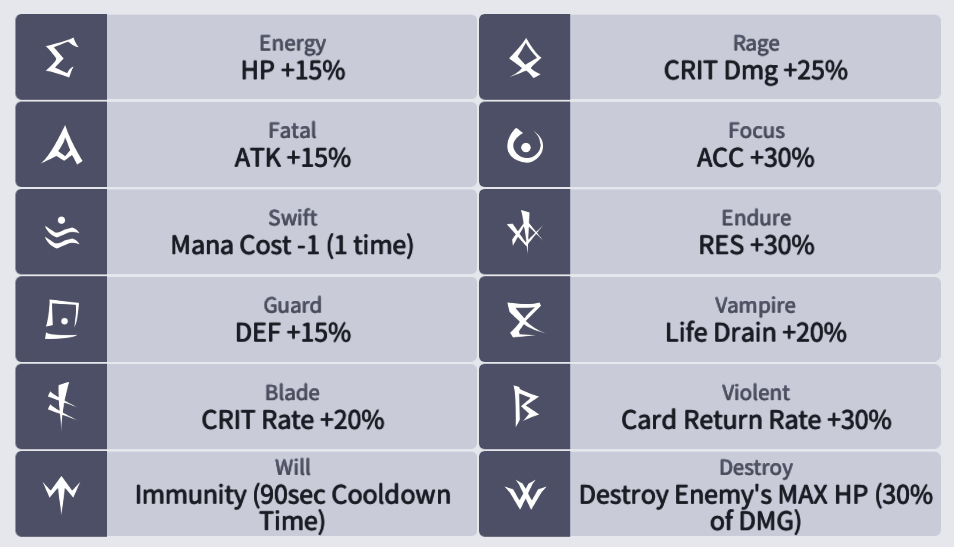 Energy
HP +15%
Rage
CRIT Dmg +25%
Fatal
ATK +15%
Focus
ACC +30%
Swift
Mana Cost -1 (1 time)
Endure
RES +30%
Guard
DEF +15%
Vampire
Life Drain +20%
Blade
CRIT Rate +20%
Violent
Card Return Rate +30%
Will
Immunity (90sec Cooldown
Time)
Destroy
Destroy Enemy's MAX HP (30%
of DMG)